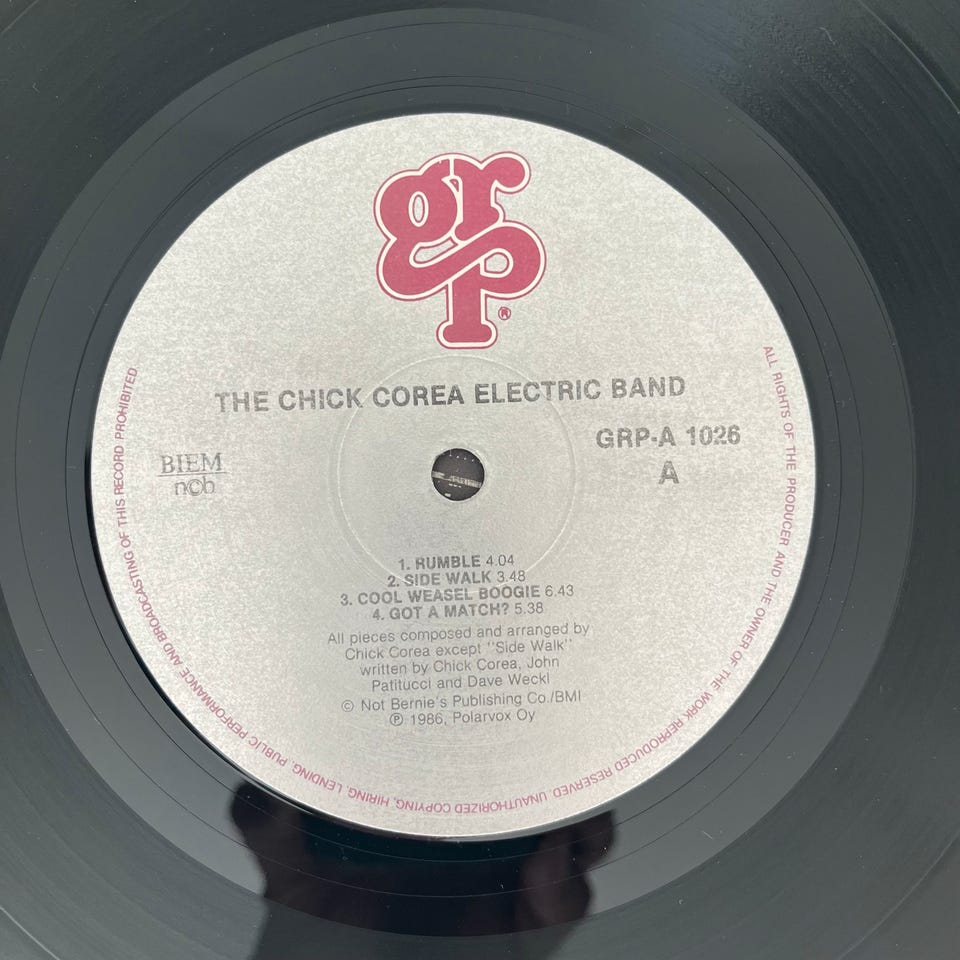 grp®
THE CHICK COREA ELECTRIC BAND
GRP-A 1026
A
BIEM
ncb
1. RUMBLE 4.04
2. SIDE WALK 3.48
3. COOL WEASEL BOOGIE 6.43
4. GOT A MATCH? 5.38
All pieces composed and arranged by
Chick Corea except "Side Walk"
written by Chick Corea, John
Patitucci and Dave Weckl
© Not Bernie's Publishing Co./BMI
℗ 1986, Polarvox Oy
ALL RIGHTS OF THE PRODUCER AND THE OWNER OF THE WORK REPRODUCED RESERVED. UNAUTHORIZED COPYING, HIRING, LENDING, PUBLIC PERFORMANCE AND BROADCASTING OF THIS RECORD PROHIBITED